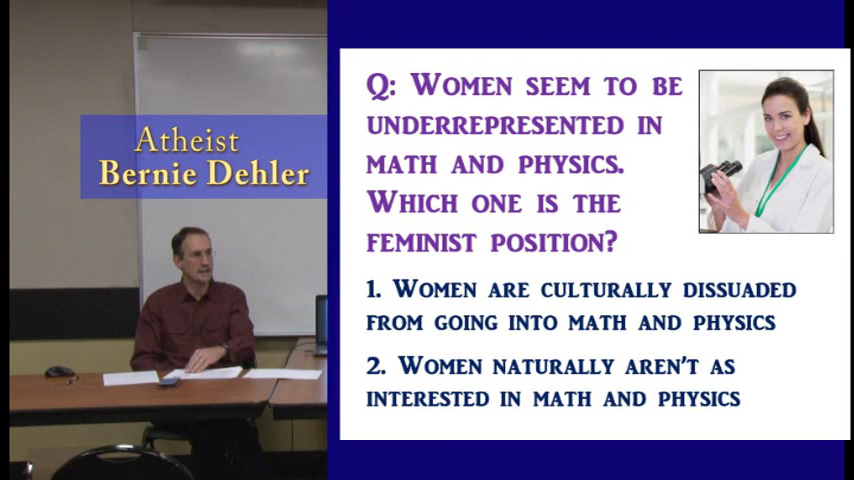 Atheist
Bernie Dehler
Q: Women seem to be
underrepresented in
math and physics.
Which one is the
feminist position?
1. Women are culturally dissuaded
from going into math and physics
2. Women naturally aren't as
interested in math and physics